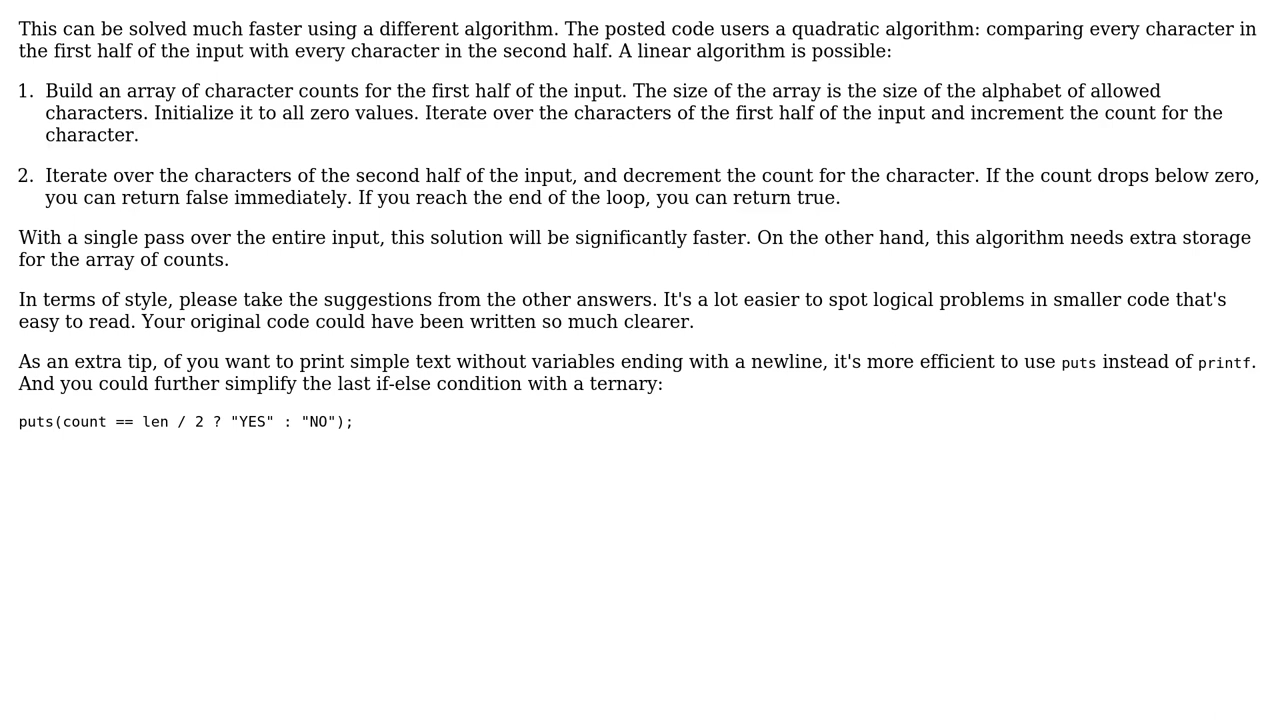 This can be solved much faster using a different algorithm. The posted code users a quadratic algorithm: comparing every character in
the first half of the input with every character in the second half. A linear algorithm is possible:
1. Build an array of character counts for the first half of the input. The size of the array is the size of the alphabet of allowed
characters. Initialize it to all zero values. Iterate over the characters of the first half of the input and increment the count for the
character.
2. Iterate over the characters of the second half of the input, and decrement the count for the character. If the count drops below zero,
you can return false immediately. If you reach the end of the loop, you can return true.
With a single pass over the entire input, this solution will be significantly faster. On the other hand, this algorithm needs extra storage
for the array of counts.
In terms of style, please take the suggestions from the other answers. It's a lot easier to spot logical problems in smaller code that's
easy to read. Your original code could have been written so much clearer.
As an extra tip, of you want to print simple text without variables ending with a newline, it's more efficient to use puts instead of printf.
And you could further simplify the last if-else condition with a ternary:
puts(count == len / 2 ? "YES" : "NO");